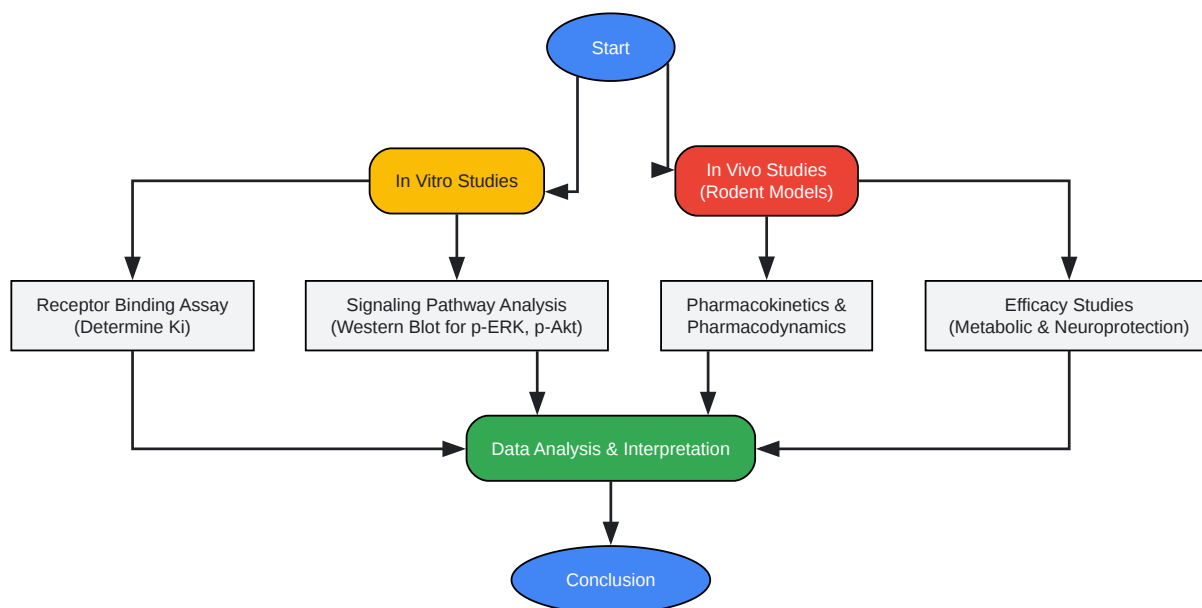 Start
In Vitro Studies
In Vivo Studies
(Rodent Models)
Receptor Binding Assay
(Determine Ki)
Signaling Pathway Analysis
(Western Blot for p-ERK, p-Akt)
Pharmacokinetics &
Pharmacodynamics
Efficacy Studies
(Metabolic & Neuroprotection)
Data Analysis & Interpretation
Conclusion